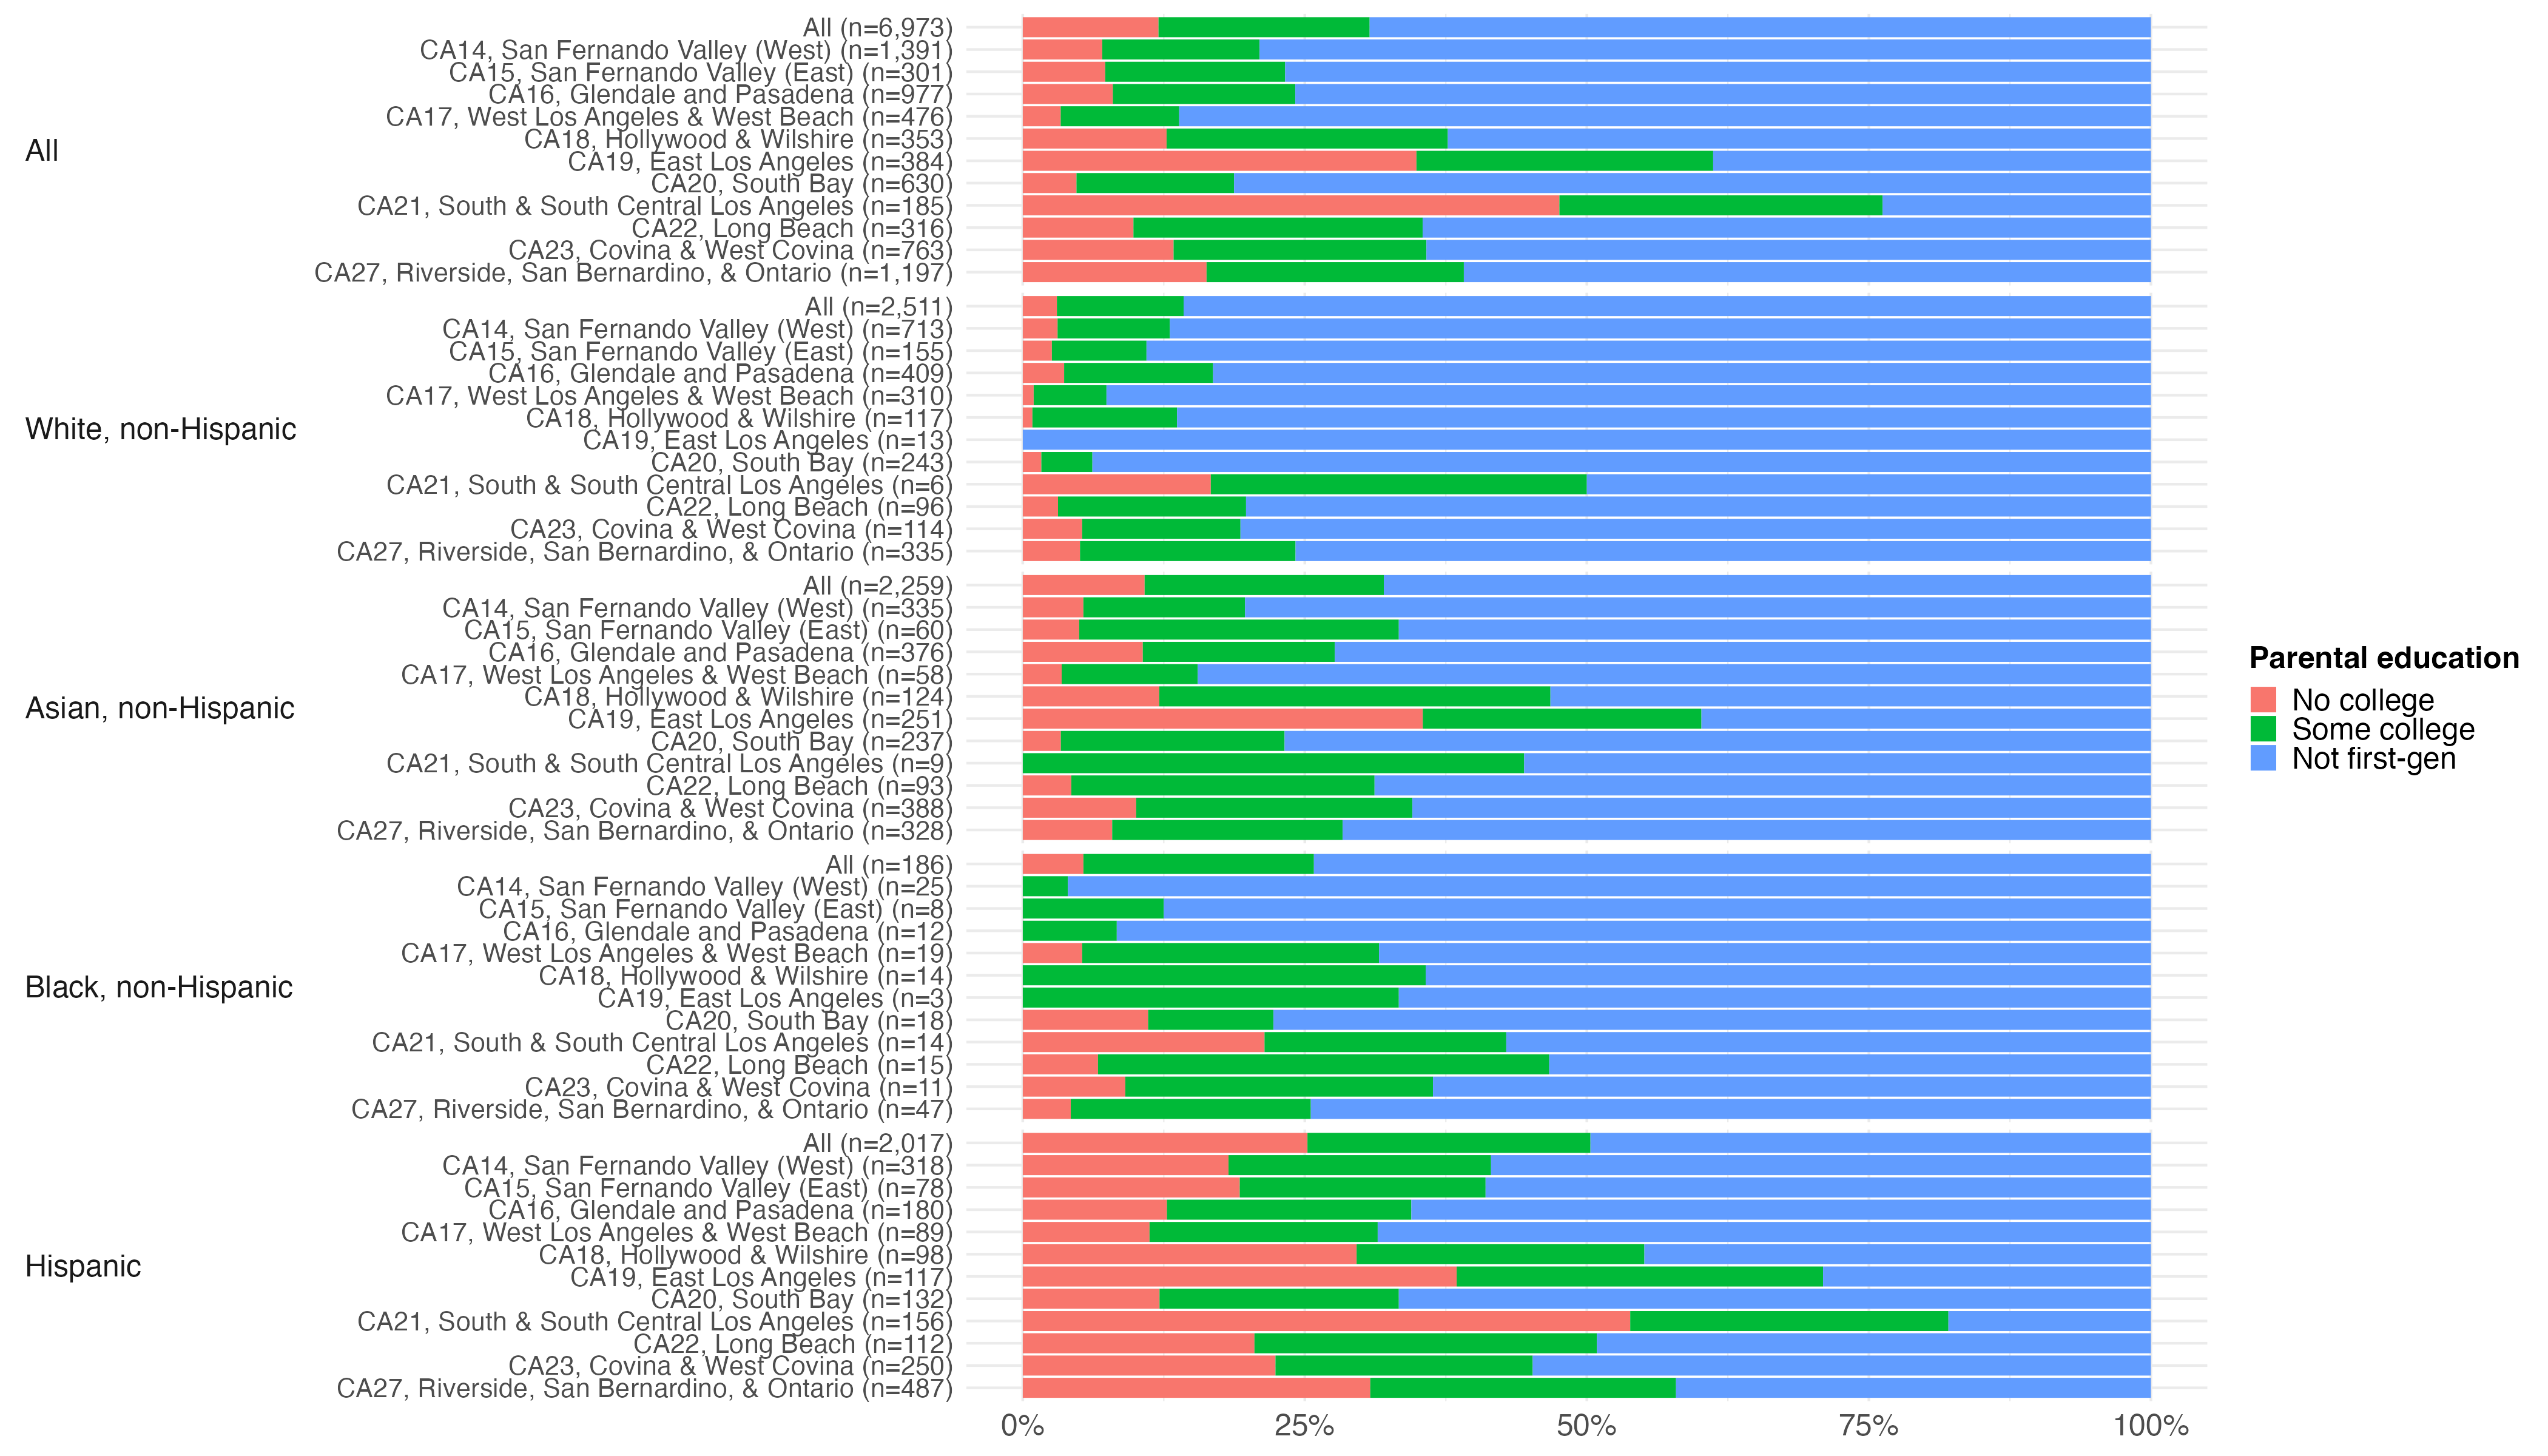 All
All (n=6,973)
CA14, San Fernando Valley (West) (n=1,391)
CA15, San Fernando Valley (East) (n=301)
CA16, Glendale and Pasadena (n=977)
CA17, West Los Angeles & West Beach (n=476)
CA18, Hollywood & Wilshire (n=353)
CA19, East Los Angeles (n=384)
CA20, South Bay (n=630)
CA21, South & South Central Los Angeles (n=185)
CA22, Long Beach (n=316)
CA23, Covina & West Covina (n=763)
CA27, Riverside, San Bernardino, & Ontario (n=1,197)
White, non-Hispanic
All (n=2,511)
CA14, San Fernando Valley (West) (n=713)
CA15, San Fernando Valley (East) (n=155)
CA16, Glendale and Pasadena (n=409)
CA17, West Los Angeles & West Beach (n=310)
CA18, Hollywood & Wilshire (n=117)
CA19, East Los Angeles (n=13)
CA20, South Bay (n=243)
CA21, South & South Central Los Angeles (n=6)
CA22, Long Beach (n=96)
CA23, Covina & West Covina (n=114)
CA27, Riverside, San Bernardino, & Ontario (n=335)
Asian, non-Hispanic
All (n=2,259)
CA14, San Fernando Valley (West) (n=335)
CA15, San Fernando Valley (East) (n=60)
CA16, Glendale and Pasadena (n=376)
CA17, West Los Angeles & West Beach (n=58)
CA18, Hollywood & Wilshire (n=124)
CA19, East Los Angeles (n=251)
CA20, South Bay (n=237)
CA21, South & South Central Los Angeles (n=9)
CA22, Long Beach (n=93)
CA23, Covina & West Covina (n=388)
CA27, Riverside, San Bernardino, & Ontario (n=328)
Black, non-Hispanic
All (n=186)
CA14, San Fernando Valley (West) (n=25)
CA15, San Fernando Valley (East) (n=8)
CA16, Glendale and Pasadena (n=12)
CA17, West Los Angeles & West Beach (n=19)
CA18, Hollywood & Wilshire (n=14)
CA19, East Los Angeles (n=3)
CA20, South Bay (n=18)
CA21, South & South Central Los Angeles (n=14)
CA22, Long Beach (n=15)
CA23, Covina & West Covina (n=11)
CA27, Riverside, San Bernardino, & Ontario (n=47)
Hispanic
All (n=2,017)
CA14, San Fernando Valley (West) (n=318)
CA15, San Fernando Valley (East) (n=78)
CA16, Glendale and Pasadena (n=180)
CA17, West Los Angeles & West Beach (n=89)
CA18, Hollywood & Wilshire (n=98)
CA19, East Los Angeles (n=117)
CA20, South Bay (n=132)
CA21, South & South Central Los Angeles (n=156)
CA22, Long Beach (n=112)
CA23, Covina & West Covina (n=250)
CA27, Riverside, San Bernardino, & Ontario (n=487)
0% 25% 50% 75% 100%
Parental education
No college
Some college
Not first-gen